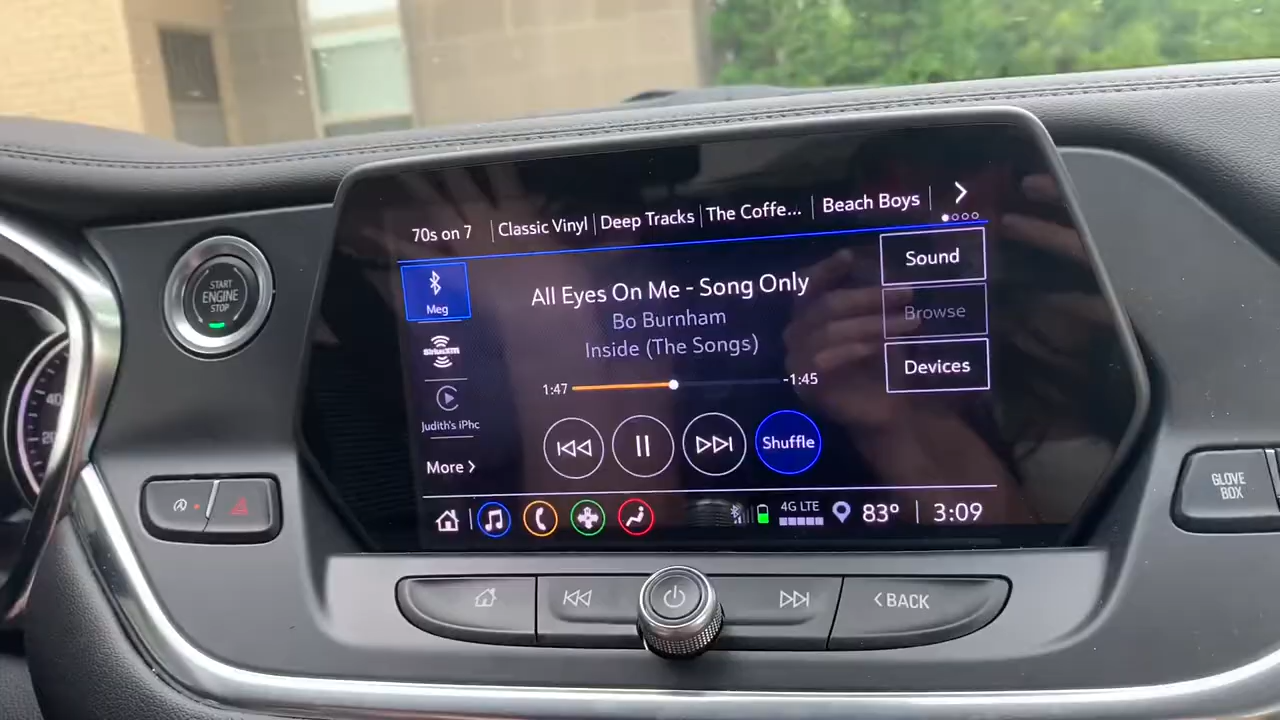 70s on 7
Classic Vinyl
Deep Tracks
The Coffe...
Beach Boys
START
ENGINE
STOP
Meg
All Eyes On Me - Song Only
Bo Burnham
Inside (The Songs)
Sound
Browse
Devices
SiriusXM
Judith's iPhc
1:47
-1:45
Shuffle
More >
4G LTE
83°
3:09
40
GLOVE
BOX
< BACK